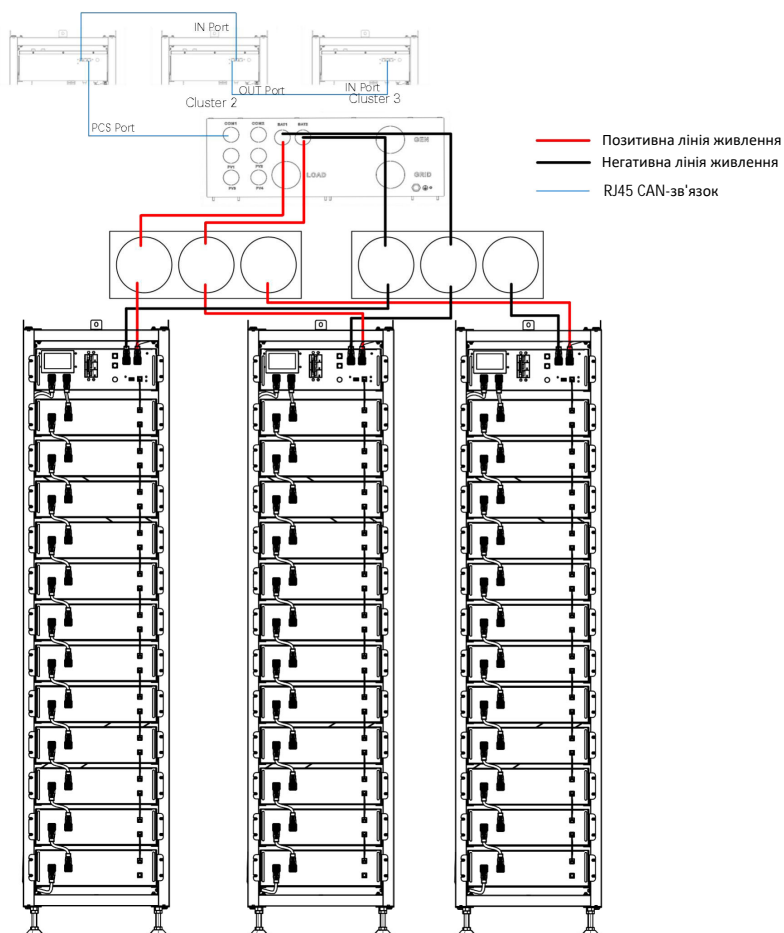 IN Port
OUT Port
IN Port
Cluster 2
Cluster 3
PCS Port
COM1
COM2
BAT1
BAT2
GEN
PV1
PV3
PV4
LOAD
GRID
Позитивна лінія живлення
Негативна лінія живлення
RJ45 CAN-зв'язок